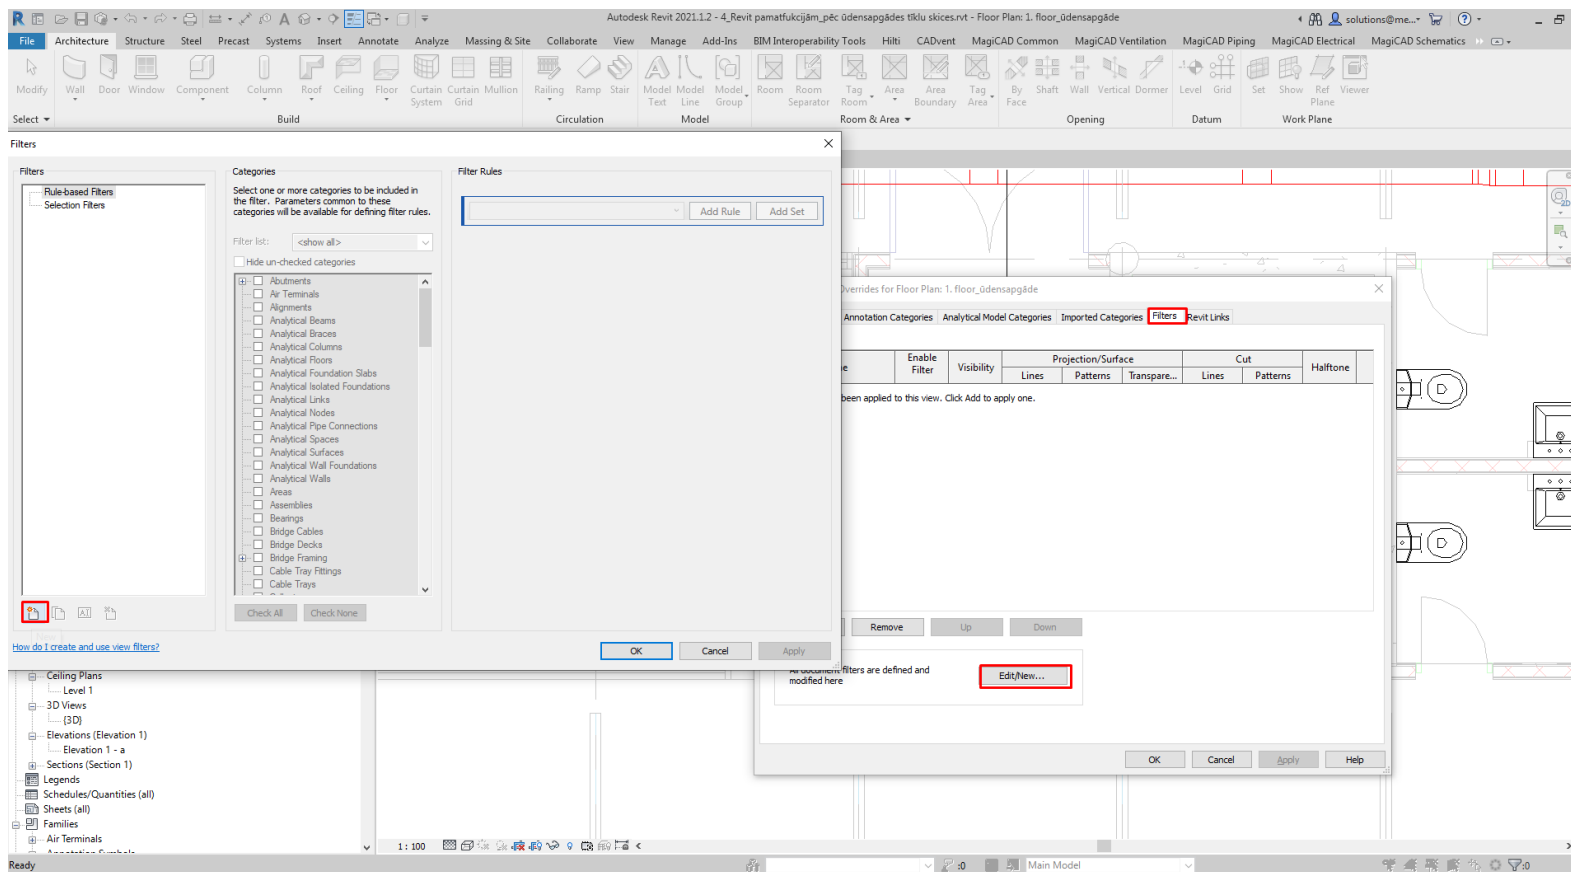 Autodesk Revit 2021.1.2 - 4_Revit pamatfukcijām_pēc ūdensapgādes tīklu skices.rvt - Floor Plan: 1. floor_ūdensapgāde
solutions@me...
File Architecture Structure Steel Precast Systems Insert Annotate Analyze Massing & Site Collaborate View Manage Add-Ins BIM Interoperability Tools Hilti CADvent MagiCAD Common MagiCAD Ventilation MagiCAD Piping MagiCAD Electrical MagiCAD Schematics
Modify Wall Door Window Component Column Roof Ceiling Floor Curtain System Curtain Grid Mullion Railing Ramp Stair Model Text Model Line Model Group Room Room Separator Tag Room Area Area Boundary Tag Area By Face Shaft Wall Vertical Dormer Level Grid Set Show Ref Plane Viewer
Select Build Circulation Model Room & Area Opening Datum Work Plane
Filters
Filters
Rule-based Filters
Selection Filters
How do I create and use view filters?
Categories
Select one or more categories to be included in
the filter. Parameters common to these
categories will be available for defining filter rules.
Filter list: <show all>
Hide un-checked categories
Abutments
Air Terminals
Alignments
Analytical Beams
Analytical Braces
Analytical Columns
Analytical Floors
Analytical Foundation Slabs
Analytical Isolated Foundations
Analytical Links
Analytical Nodes
Analytical Pipe Connections
Analytical Spaces
Analytical Surfaces
Analytical Wall Foundations
Analytical Walls
Areas
Assemblies
Bearings
Bridge Cables
Bridge Decks
Bridge Framing
Cable Tray Fittings
Cable Trays
Check All Check None
Filter Rules
Add Rule Add Set
OK Cancel Apply
Overrides for Floor Plan: 1. floor_ūdensapgāde
Annotation Categories Analytical Model Categories Imported Categories Filters Revit Links
Enable Filter Visibility Projection/Surface Cut Halftone
Lines Patterns Transpare... Lines Patterns
been applied to this view. Click Add to apply one.
Remove Up Down
All document filters are defined and
modified here
Edit/New...
OK Cancel Apply Help
2D
Ceiling Plans
Level 1
3D Views
{3D}
Elevations (Elevation 1)
Elevation 1 - a
Sections (Section 1)
Legends
Schedules/Quantities (all)
Sheets (all)
Families
Air Terminals
Annotation Symbols
1 : 100
Ready
:0 Main Model :0